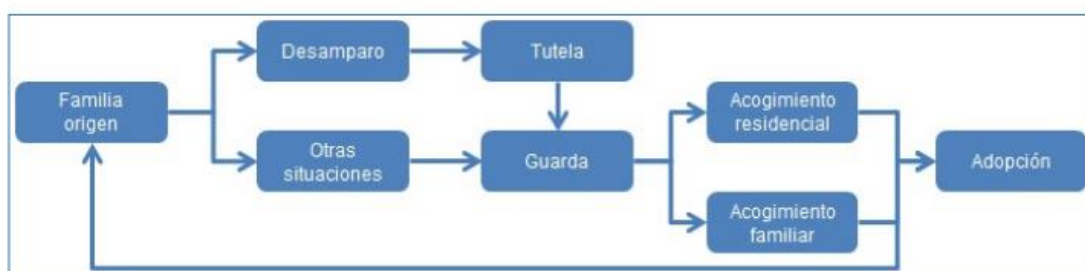 Desamparo
Tutela
Familia
origen
Acogimiento
residencial
Otras
situaciones
Guarda
Adopción
Acogimiento
familiar